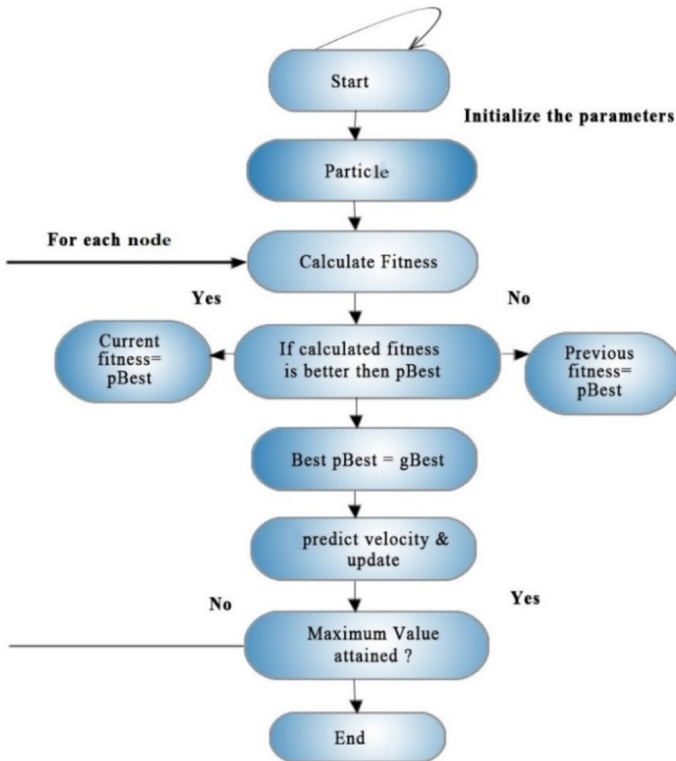 Start
Initialize the parameters
Particle
For each node
Calculate Fitness
Yes
No
Current
fitness=
pBest
If calculated fitness
is better then pBest
Previous
fitness=
pBest
Best pBest = gBest
predict velocity &
update
No
Yes
Maximum Value
attained ?
End